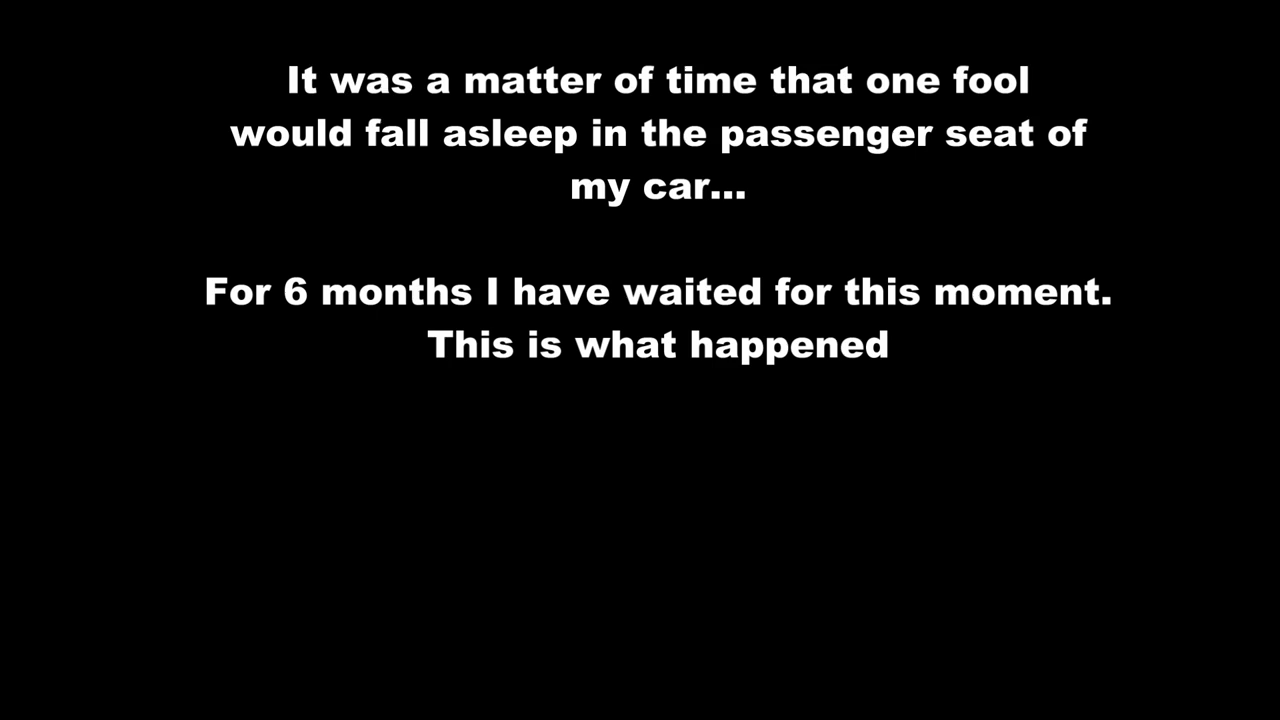 It was a matter of time that one fool
would fall asleep in the passenger seat of
my car...
For 6 months I have waited for this moment.
This is what happened